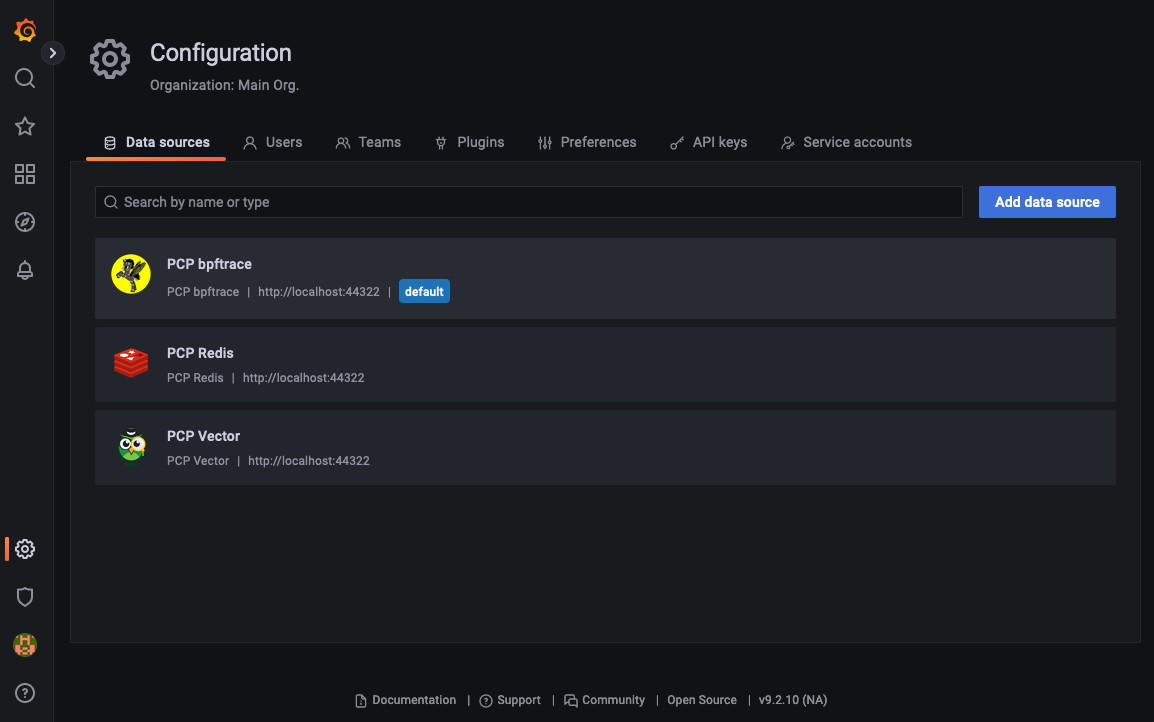 Configuration
Organization: Main Org.
Data sources Users Teams Plugins Preferences API keys Service accounts
Search by name or type Add data source
PCP bpftrace
PCP bpftrace | http://localhost:44322 | default
PCP Redis
PCP Redis | http://localhost:44322
PCP Vector
PCP Vector | http://localhost:44322
Documentation | Support | Community | Open Source | v9.2.10 (NA)